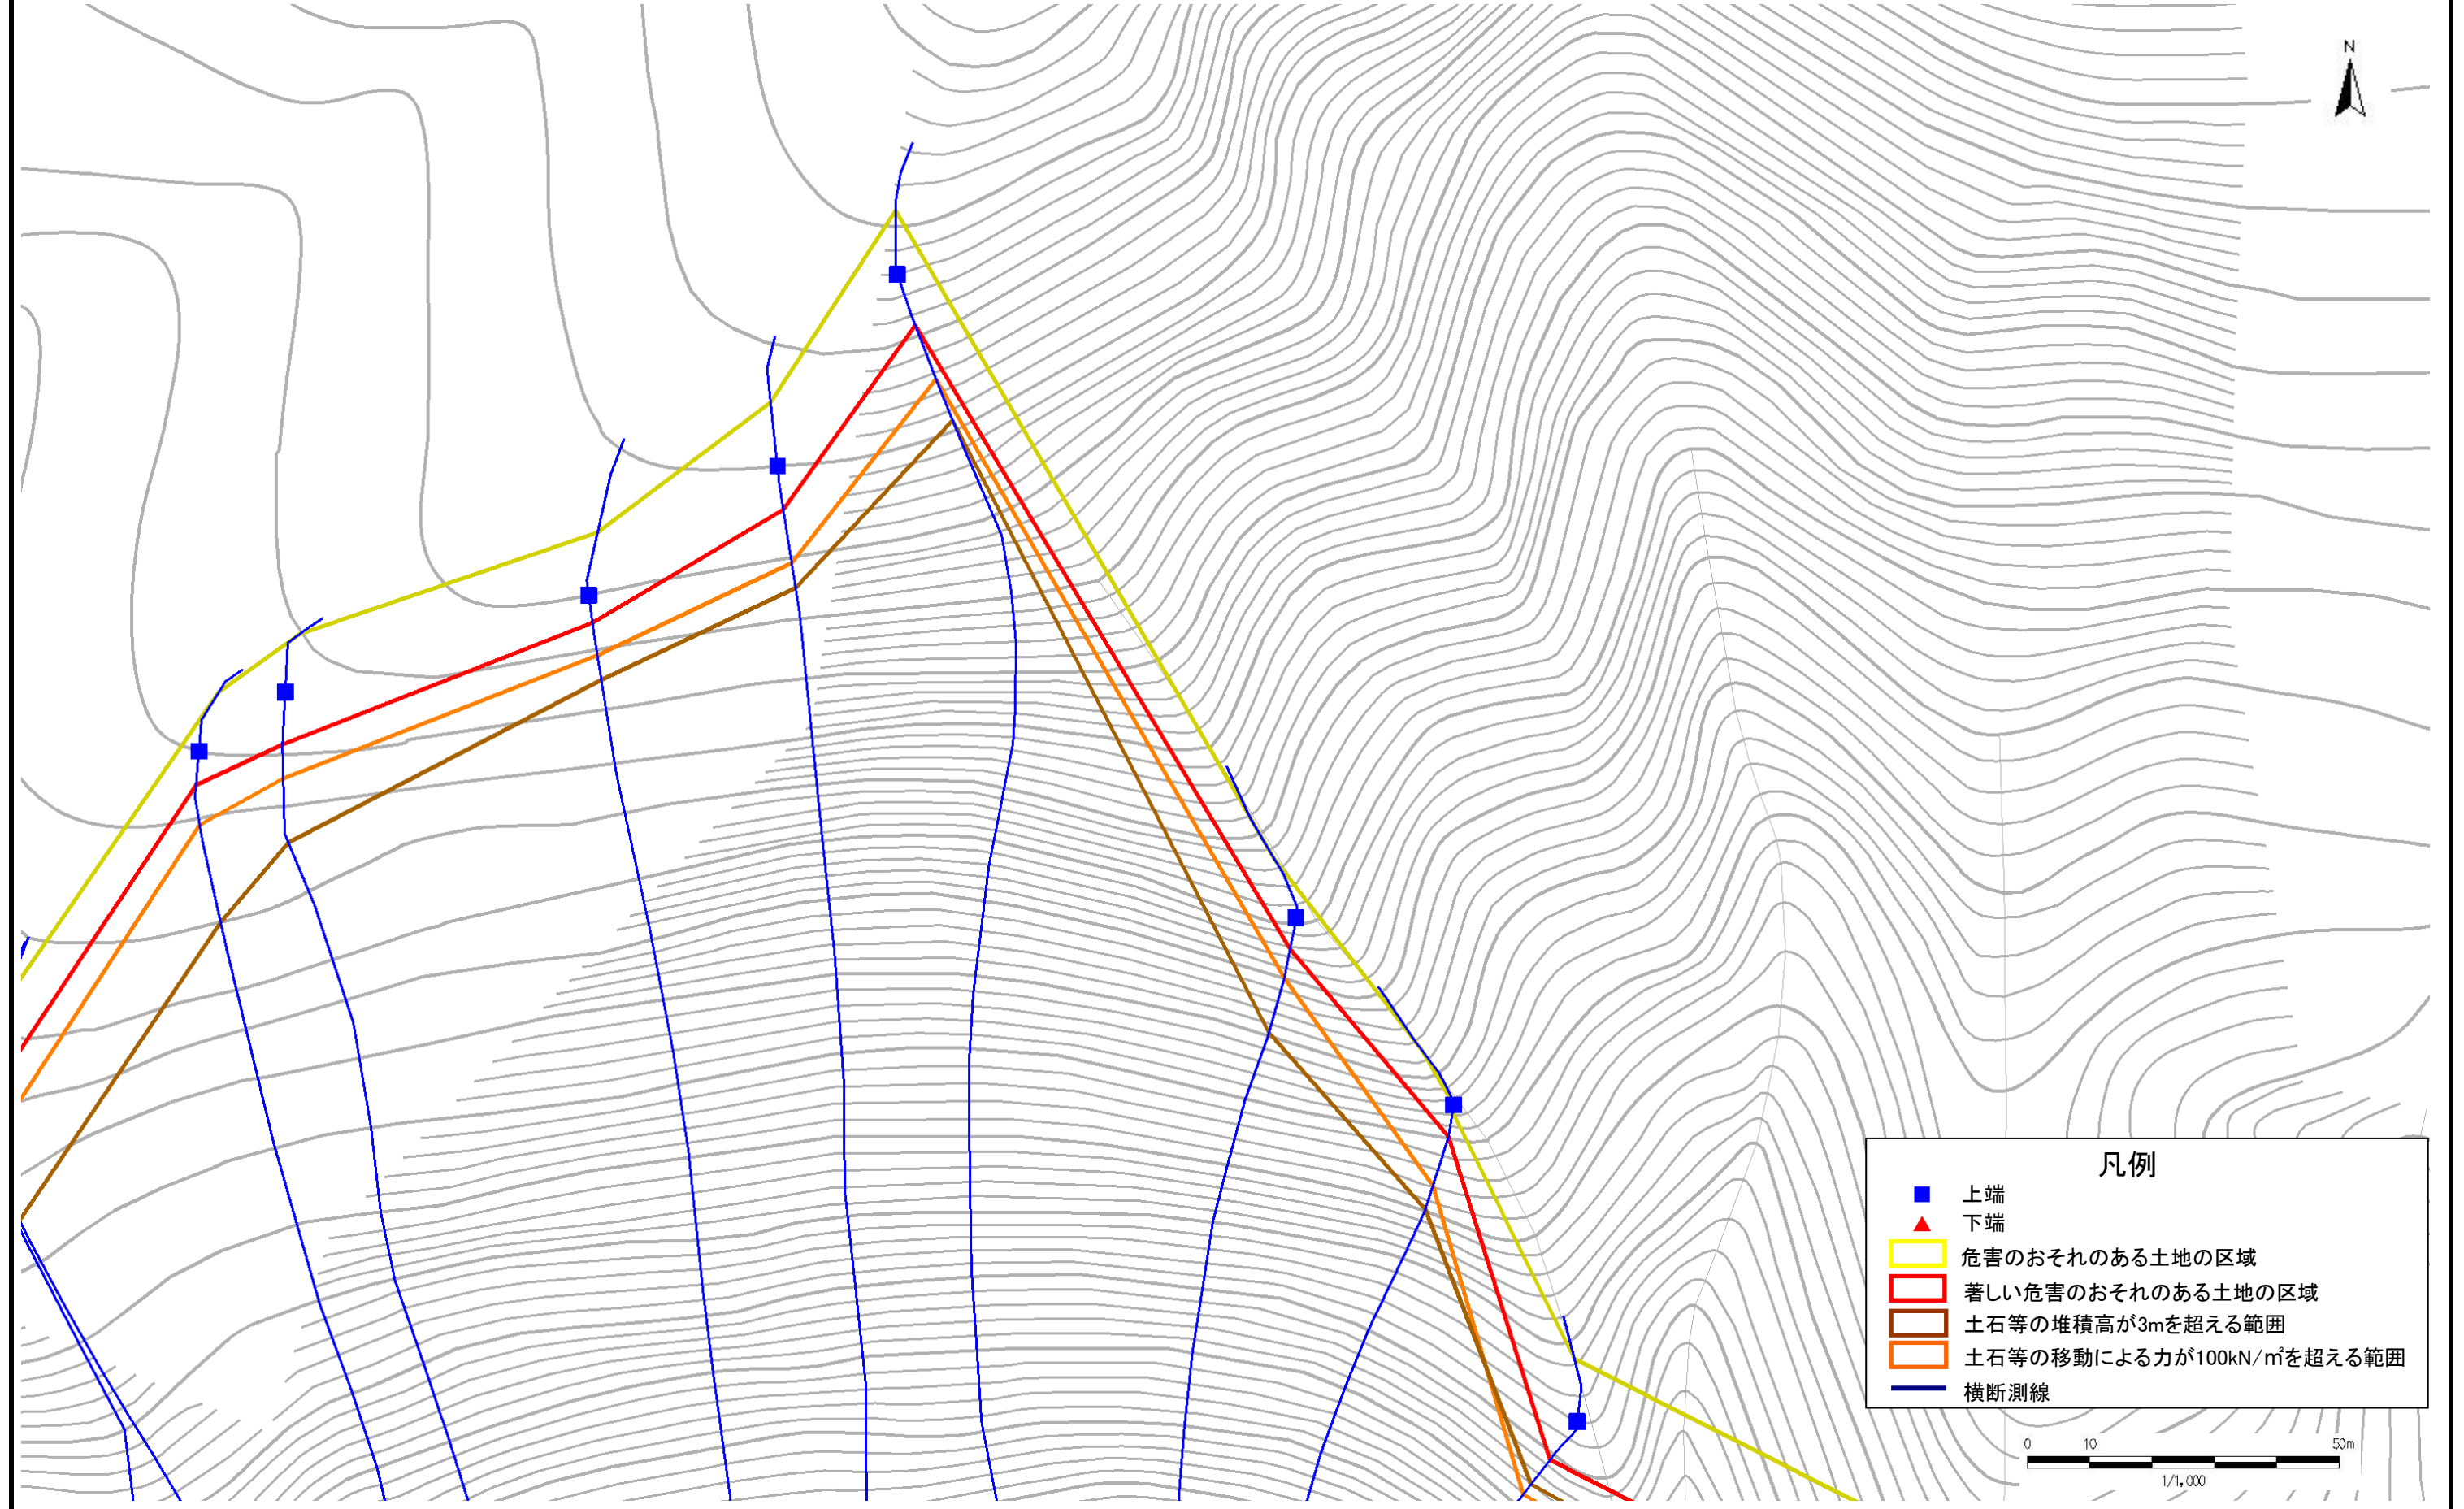 N
凡例
上端
下端
危害のおそれのある土地の区域
著しい危害のおそれのある土地の区域
土石等の堆積高が3mを超える範囲
土石等の移動による力が100kN/㎡を超える範囲
横断測線
0 10 50m
1/1,000